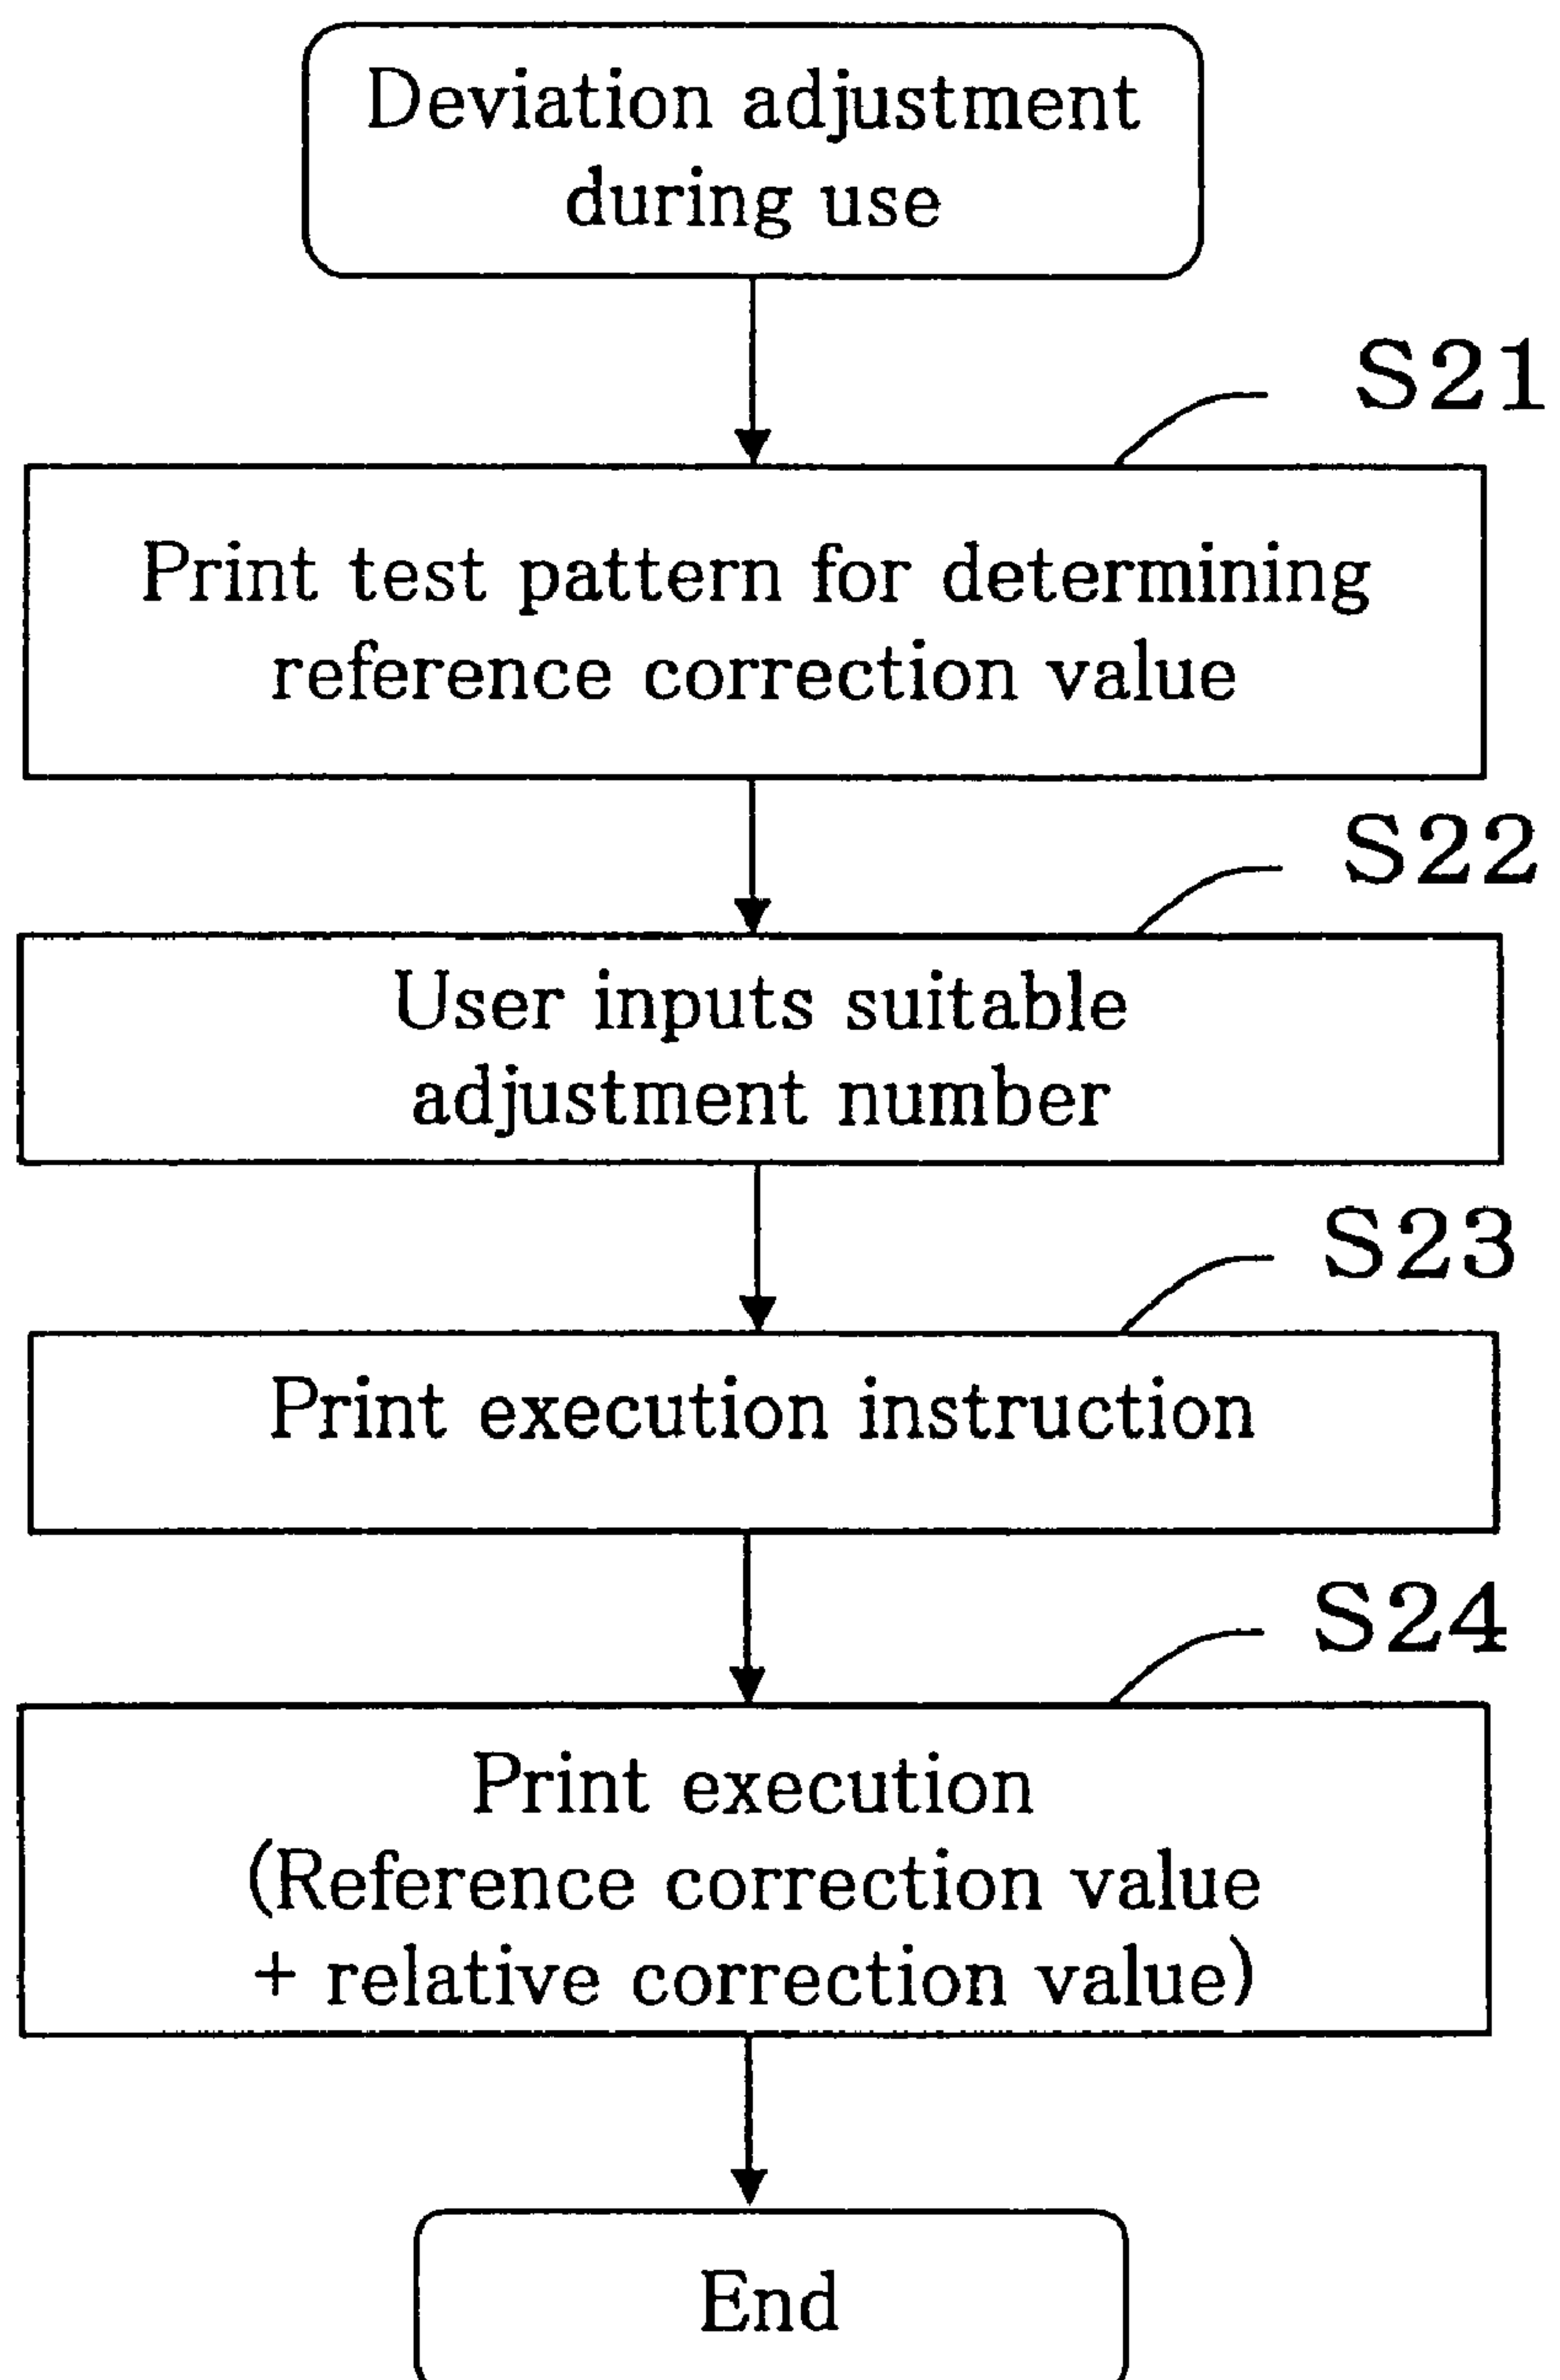 Deviation adjustment
during use
S21
Print test pattern for determining
reference correction value
S22
User inputs suitable
adjustment number
S23
Print execution instruction
S24
Print execution
(Reference correction value
+ relative correction value)
End